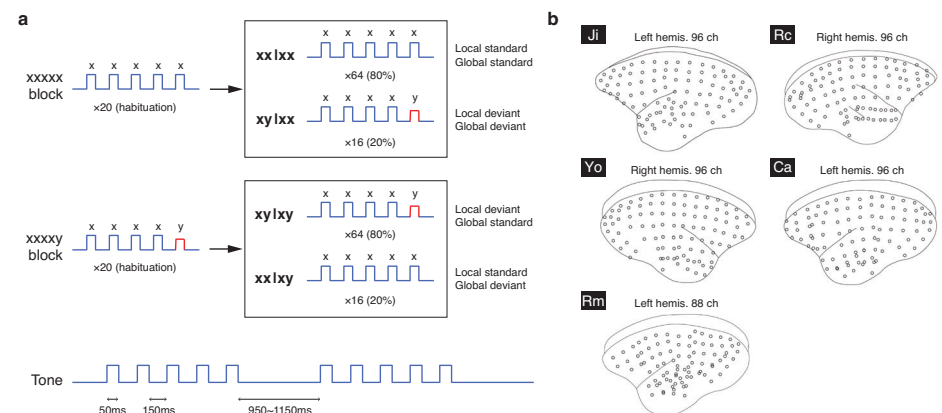 a
xxxxx
block
x x x x x
×20 (habituation)
xx|xx
x x x x x
×64 (80%)
Local standard
Global standard
xy|xx
x x x x y
×16 (20%)
Local deviant
Global deviant
xxxxy
block
x x x x y
×20 (habituation)
xy|xy
x x x x y
×64 (80%)
Local deviant
Global standard
xx|xy
x x x x x
×16 (20%)
Local standard
Global deviant
Tone
50ms
150ms
950~1150ms
b
Ji
Left hemis. 96 ch
Rc
Right hemis. 96 ch
Yo
Right hemis. 96 ch
Ca
Left hemis. 96 ch
Rm
Left hemis. 88 ch